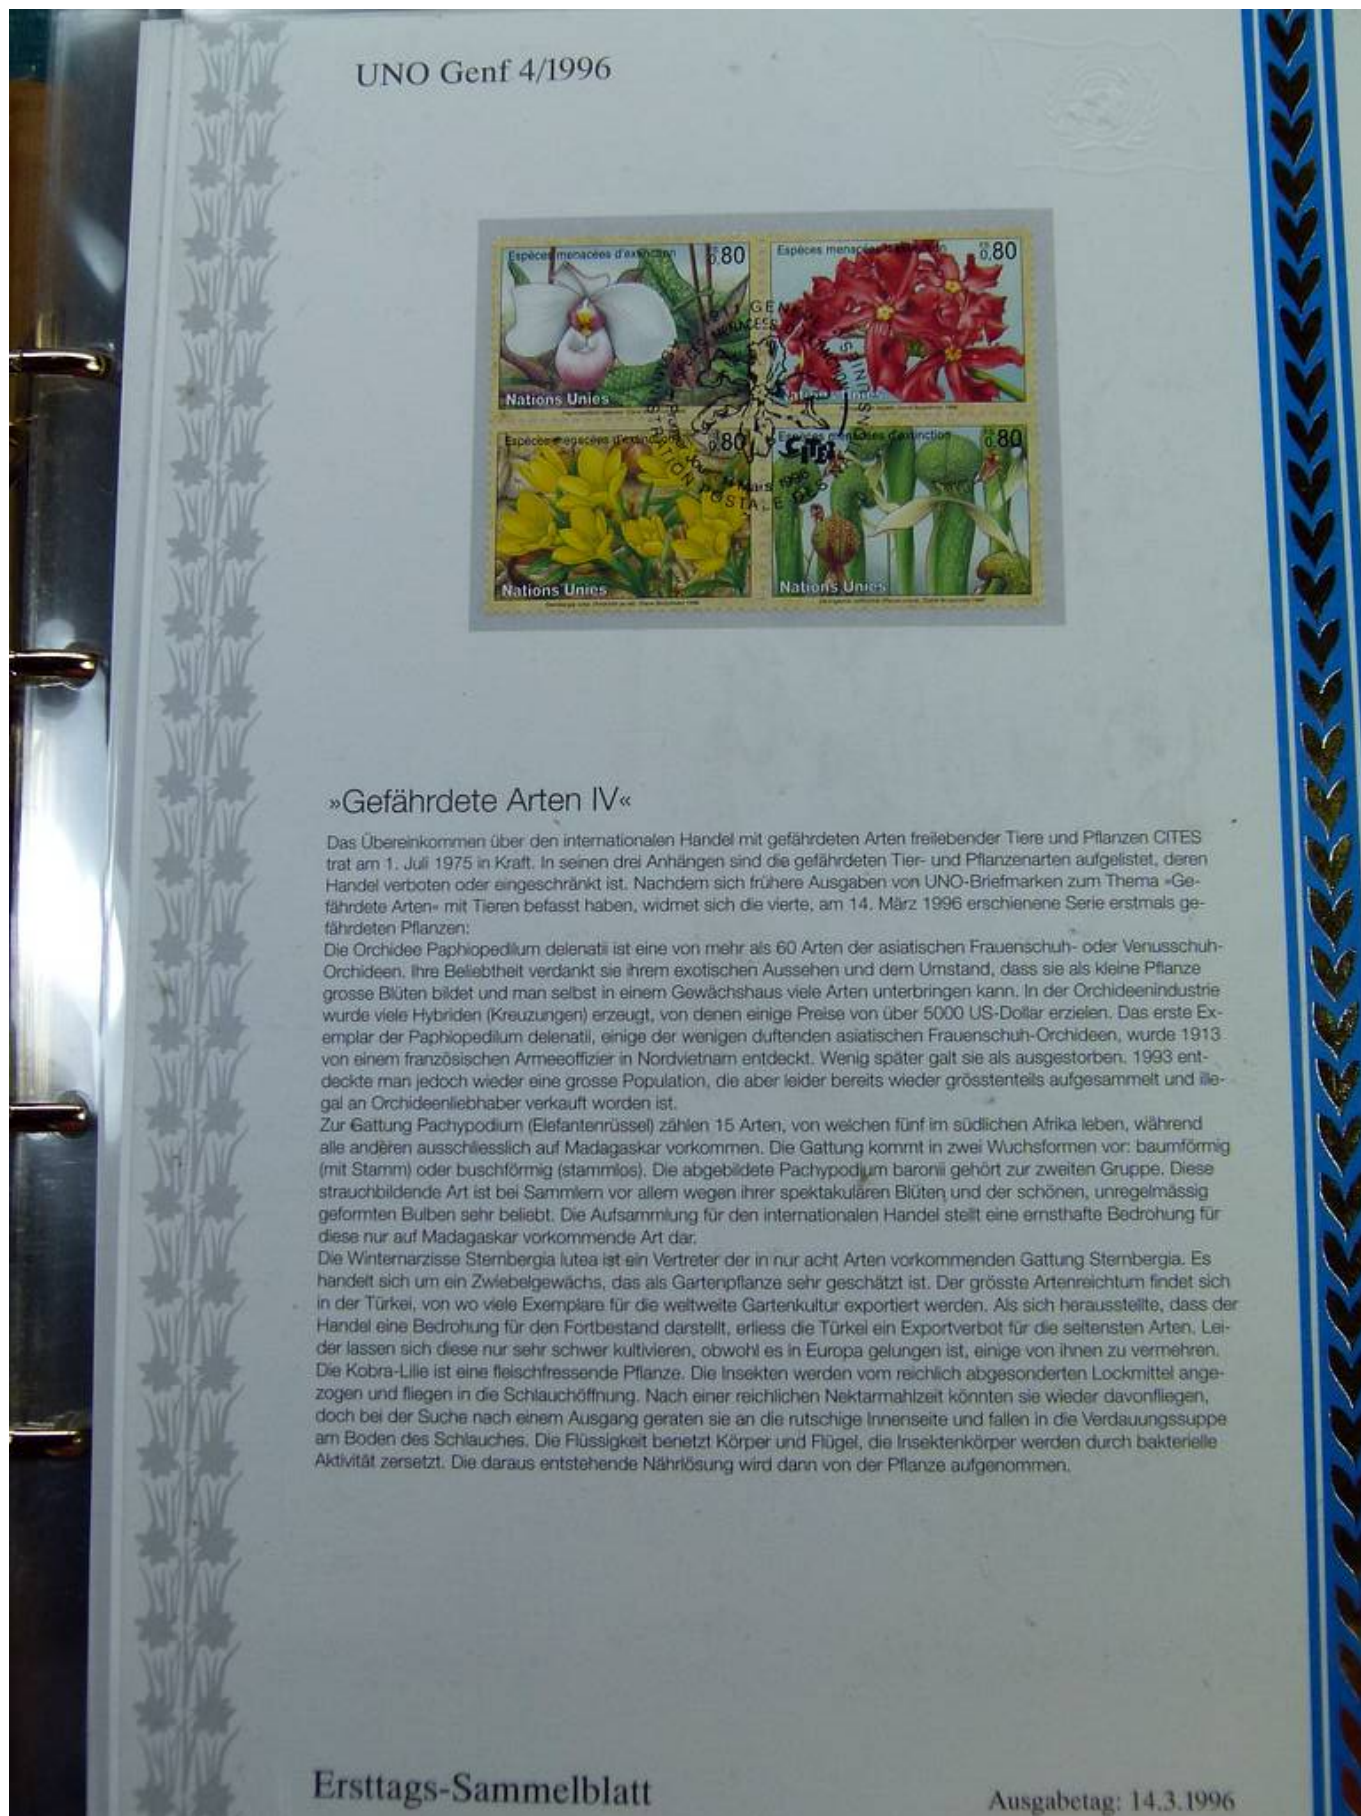 UNO Genf 4/1996
Espèces menacées d'extinction
0,80
Nations Unies
Espèces menacées d'extinction
0,80
Nations Unies
Espèces menacées d'extinction
0,80
Nations Unies
Espèces menacées d'extinction
0,80
Nations Unies
»Gefährdete Arten IV«
Das Übereinkommen über den internationalen Handel mit gefährdeten Arten freilebender Tiere und Pflanzen CITES
trat am 1. Juli 1975 in Kraft. In seinen drei Anhängen sind die gefährdeten Tier- und Pflanzenarten aufgelistet, deren
Handel verboten oder eingeschränkt ist. Nachdem sich frühere Ausgaben von UNO-Briefmarken zum Thema »Ge-
fährdete Arten« mit Tieren befasst haben, widmet sich die vierte, am 14. März 1996 erschienene Serie erstmals ge-
fährdeten Pflanzen:
Die Orchidee Paphiopedilum delenatii ist eine von mehr als 60 Arten der asiatischen Frauenschuh- oder Venusschuh-
Orchideen. Ihre Beliebtheit verdankt sie ihrem exotischen Aussehen und dem Umstand, dass sie als kleine Pflanze
grosse Blüten bildet und man selbst in einem Gewächshaus viele Arten unterbringen kann. In der Orchideenindustrie
wurde viele Hybriden (Kreuzungen) erzeugt, von denen einige Preise von über 5000 US-Dollar erzielen. Das erste Ex-
emplar der Paphiopedilum delenatii, einige der wenigen duftenden asiatischen Frauenschuh-Orchideen, wurde 1913
von einem französischen Armeeoffizier in Nordvietnam entdeckt. Wenig später galt sie als ausgestorben. 1993 ent-
deckte man jedoch wieder eine grosse Population, die aber leider bereits wieder grösstenteils aufgesammelt und ille-
gal an Orchideenliebhaber verkauft worden ist.
Zur Gattung Pachypodium (Elefantenrüssel) zählen 15 Arten, von welchen fünf im südlichen Afrika leben, während
alle anderen ausschliesslich auf Madagaskar vorkommen. Die Gattung kommt in zwei Wuchsformen vor: baumförmig
(mit Stamm) oder buschförmig (stammlos). Die abgebildete Pachypodium baronii gehört zur zweiten Gruppe. Diese
strauchbildende Art ist bei Sammlern vor allem wegen ihrer spektakulären Blüten und der schönen, unregelmässig
geformten Bulben sehr beliebt. Die Aufsammlung für den internationalen Handel stellt eine ernsthafte Bedrohung für
diese nur auf Madagaskar vorkommende Art dar.
Die Winternarzisse Sternbergia lutea ist ein Vertreter der in nur acht Arten vorkommenden Gattung Sternbergia. Es
handelt sich um ein Zwiebelgewächs, das als Gartenpflanze sehr geschätzt ist. Der grösste Artenreichtum findet sich
in der Türkei, von wo viele Exemplare für die weltweite Gartenkultur exportiert werden. Als sich herausstellte, dass der
Handel eine Bedrohung für den Fortbestand darstellt, erliess die Türkei ein Exportverbot für die seltensten Arten. Lei-
der lassen sich diese nur sehr schwer kultivieren, obwohl es in Europa gelungen ist, einige von ihnen zu vermehren.
Die Kobra-Lilie ist eine fleischfressende Pflanze. Die Insekten werden vom reichlich abgesonderten Lockmittel ange-
zogen und fliegen in die Schlauchöffnung. Nach einer reichlichen Nektarmahlzeit könnten sie wieder davonfliegen,
doch bei der Suche nach einem Ausgang geraten sie an die rutschige Innenseite und fallen in die Verdauungssuppe
am Boden des Schlauches. Die Flüssigkeit benetzt Körper und Flügel, die Insektenkörper werden durch bakterielle
Aktivität zersetzt. Die daraus entstehende Nährlösung wird dann von der Pflanze aufgenommen.
Ersttags-Sammelblatt
Ausgabetag: 14.3.1996